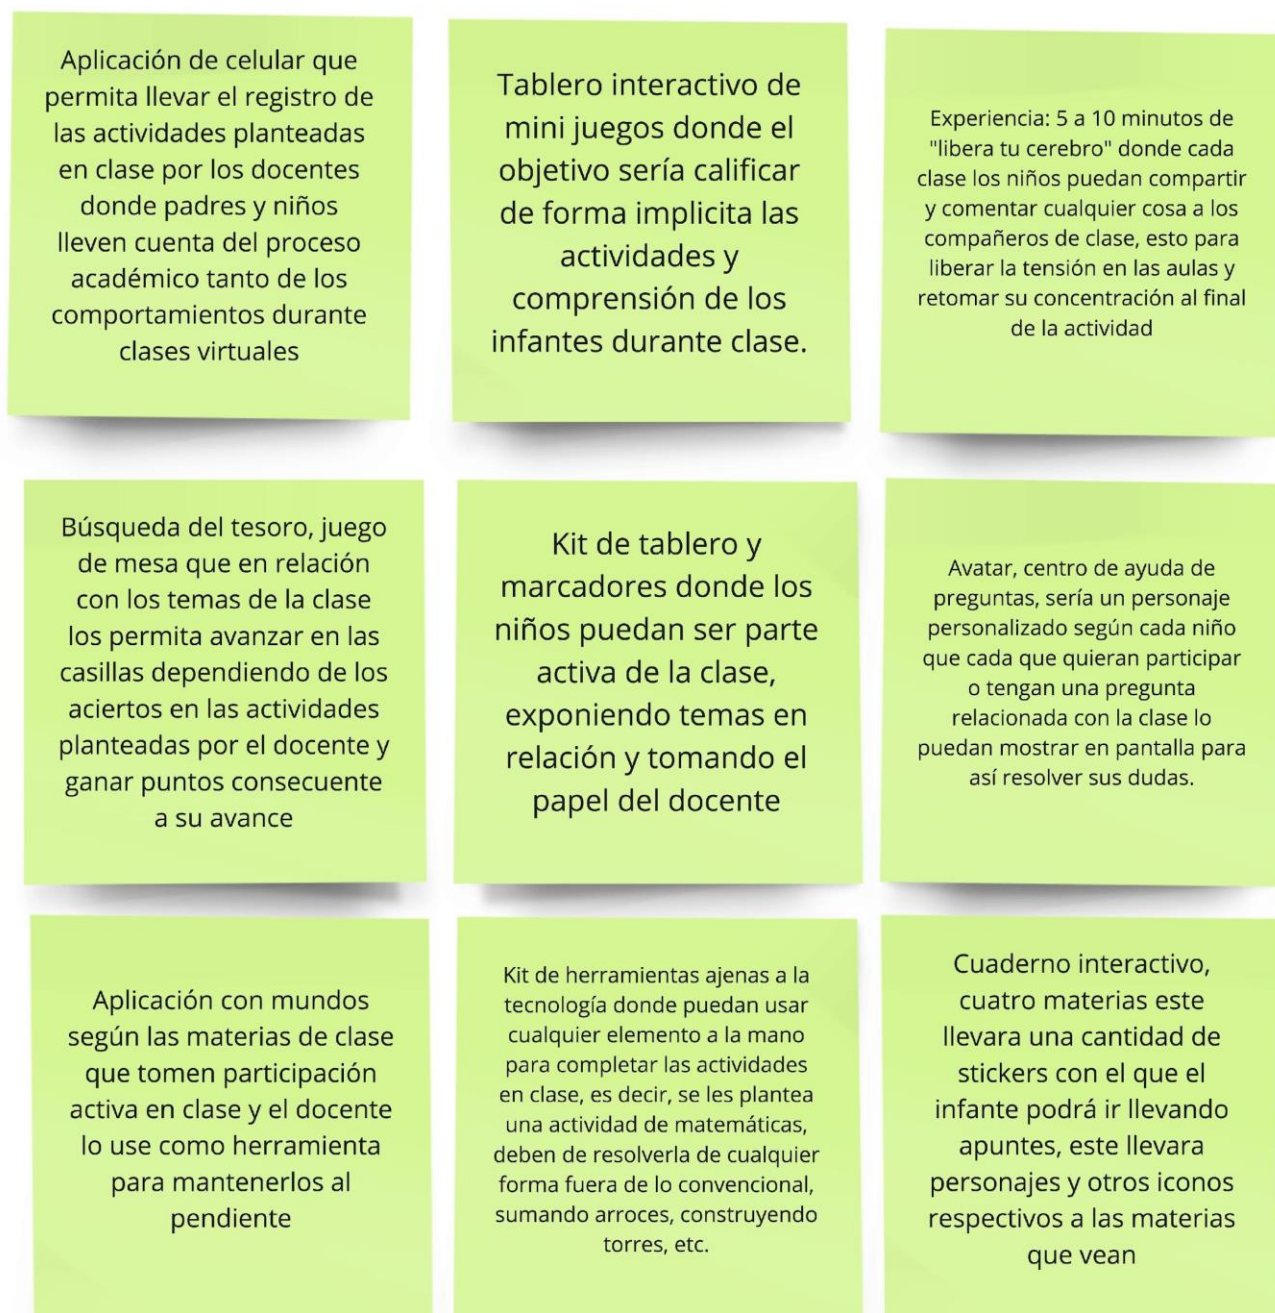 Aplicación de celular que
permita llevar el registro de
las actividades planteadas
en clase por los docentes
donde padres y niños
lleven cuenta del proceso
académico tanto de los
comportamientos durante
clases virtuales
Tablero interactivo de
mini juegos donde el
objetivo sería calificar
de forma implicita las
actividades y
comprensión de los
infantes durante clase.
Experiencia: 5 a 10 minutos de
"libera tu cerebro" donde cada
clase los niños puedan compartir
y comentar cualquier cosa a los
compañeros de clase, esto para
liberar la tensión en las aulas y
retomar su concentración al final
de la actividad
Búsqueda del tesoro, juego
de mesa que en relación
con los temas de la clase
los permita avanzar en las
casillas dependiendo de los
aciertos en las actividades
planteadas por el docente y
ganar puntos consecuente
a su avance
Kit de tablero y
marcadores donde los
niños puedan ser parte
activa de la clase,
exponiendo temas en
relación y tomando el
papel del docente
Avatar, centro de ayuda de
preguntas, sería un personaje
personalizado según cada niño
que cada que quieran participar
o tengan una pregunta
relacionada con la clase lo
puedan mostrar en pantalla para
así resolver sus dudas.
Aplicación con mundos
según las materias de clase
que tomen participación
activa en clase y el docente
lo use como herramienta
para mantenerlos al
pendiente
Kit de herramientas ajenas a la
tecnología donde puedan usar
cualquier elemento a la mano
para completar las actividades
en clase, es decir, se les plantea
una actividad de matemáticas,
deben de resolverla de cualquier
forma fuera de lo convencional,
sumando arroces, construyendo
torres, etc.
Cuaderno interactivo,
cuatro materias este
llevara una cantidad de
stickers con el que el
infante podrá ir llevando
apuntes, este llevara
personajes y otros iconos
respectivos a las materias
que vean